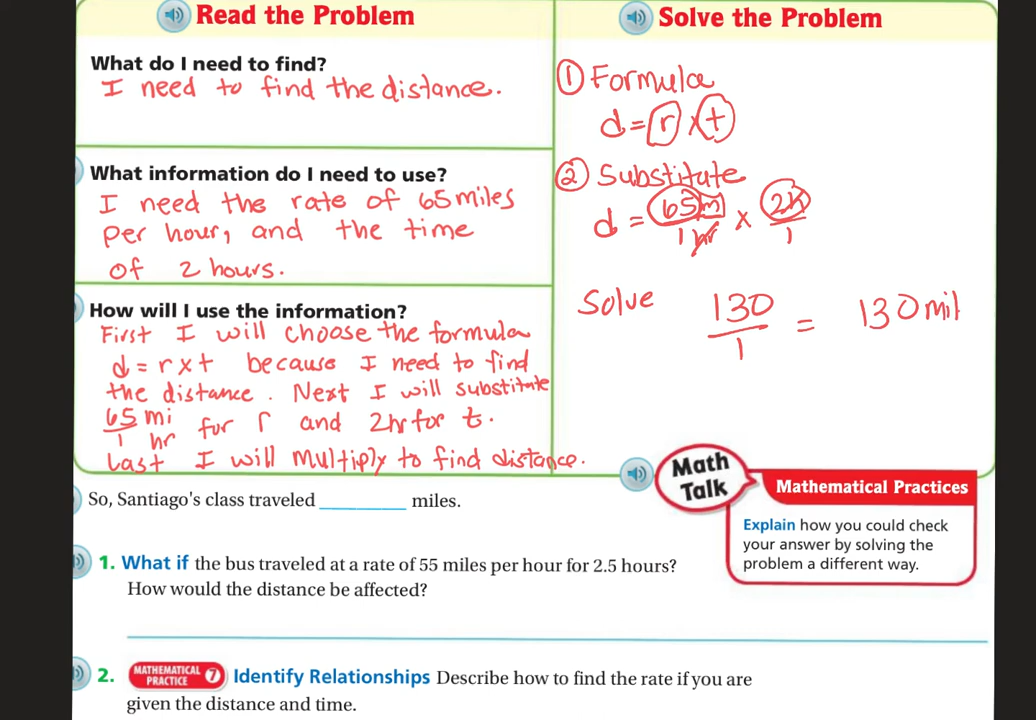 Read the Problem
What do I need to find?
I need to find the distance.
What information do I need to use?
I need the rate of 65 miles
per hour, and the time
of 2 hours.
How will I use the information?
First I will choose the formula
d = r x t because I need to find
the distance. Next I will substitute
65 mi
1 hr for r and 2hr for t.
Last I will multiply to find distance.
Solve the Problem
① Formula
d = r x t
② Substitute
d = 65m x 2h
1 hr 1
Solve 130 = 130 mil
1
So, Santiago's class traveled ________ miles.
Math
Talk
Mathematical Practices
Explain how you could check
your answer by solving the
problem a different way.
1. What if the bus traveled at a rate of 55 miles per hour for 2.5 hours?
How would the distance be affected?
2. MATHEMATICAL PRACTICE 7 Identify Relationships Describe how to find the rate if you are
given the distance and time.